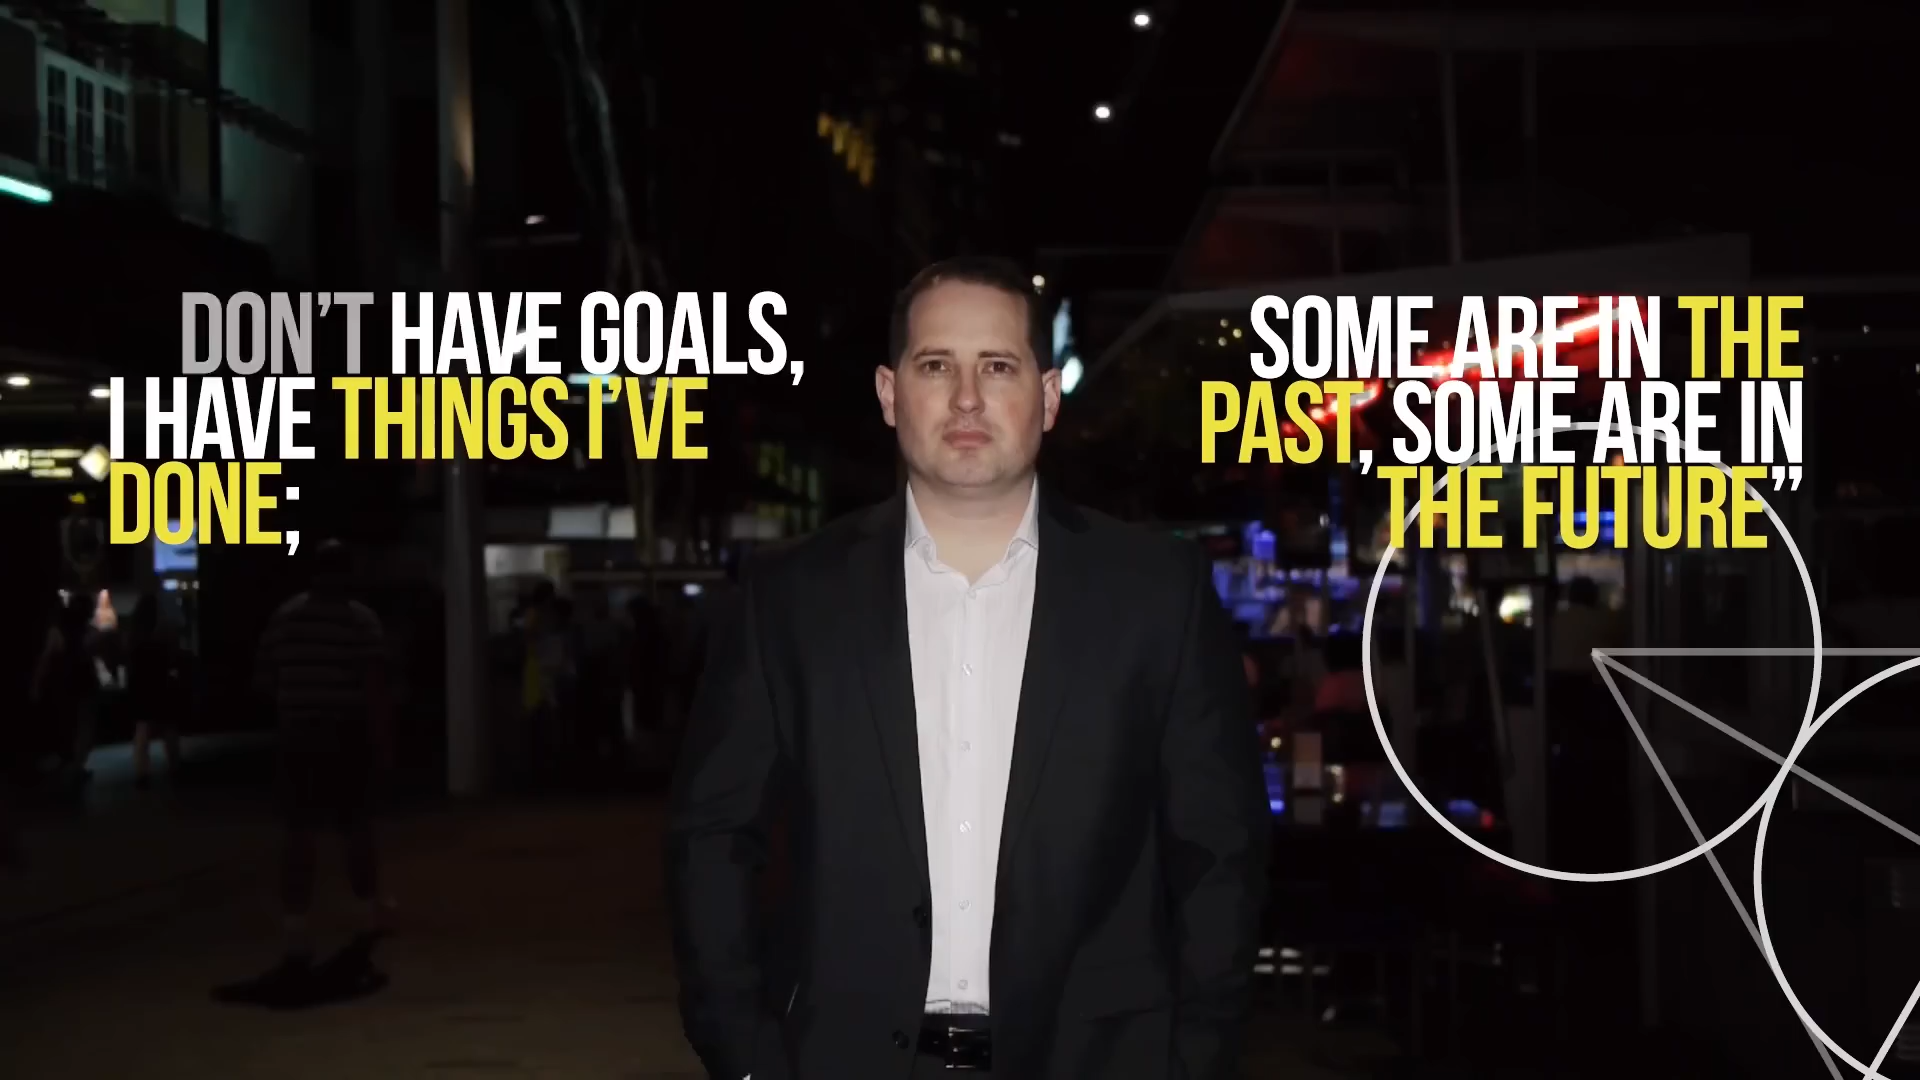 DON'T HAVE GOALS,
I HAVE THINGS I'VE
DONE;
SOME ARE IN THE
PAST, SOME ARE IN
THE FUTURE”